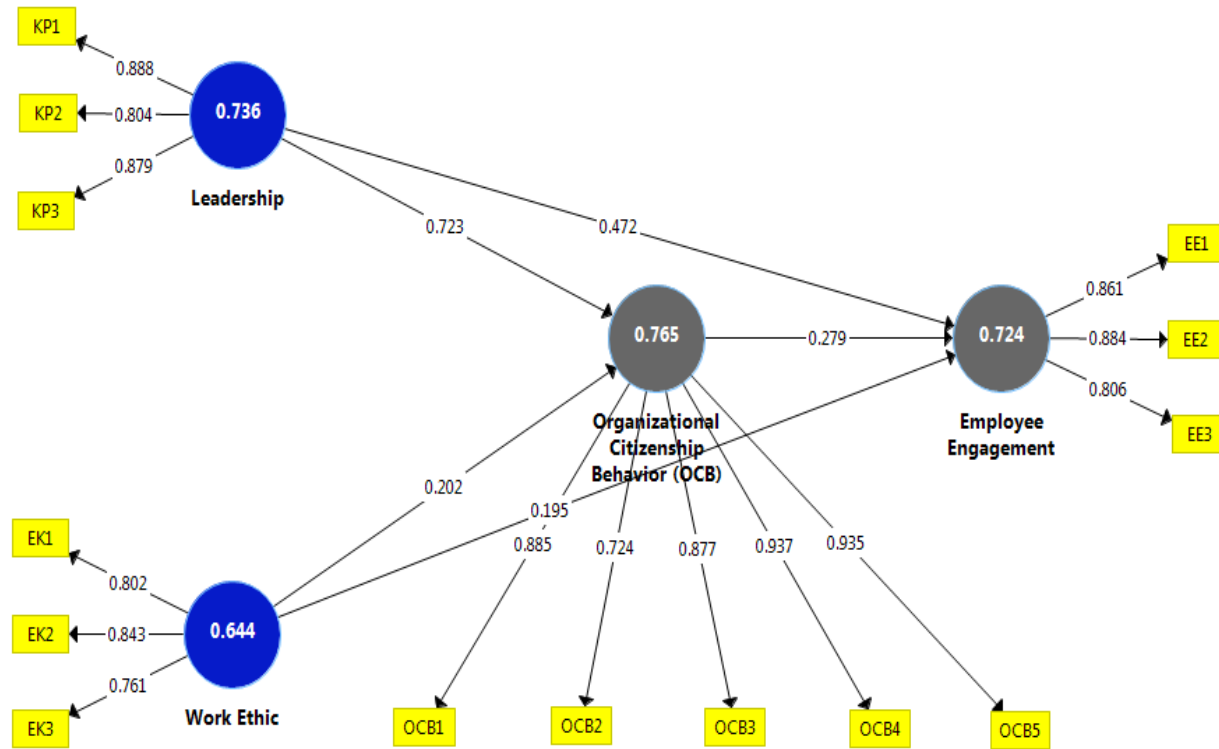 KP1
0.888
KP2
0.804
0.736
0.879
KP3
Leadership
0.723
0.472
EE1
0.861
0.765
0.279
0.724
0.884
EE2
0.806
Organizational
Citizenship
Behavior (OCB)
Employee
Engagement
EE3
0.202
0.195
EK1
0.885
0.724
0.877
0.937
0.935
0.802
EK2
0.843
0.644
0.761
EK3
Work Ethic
OCB1
OCB2
OCB3
OCB4
OCB5